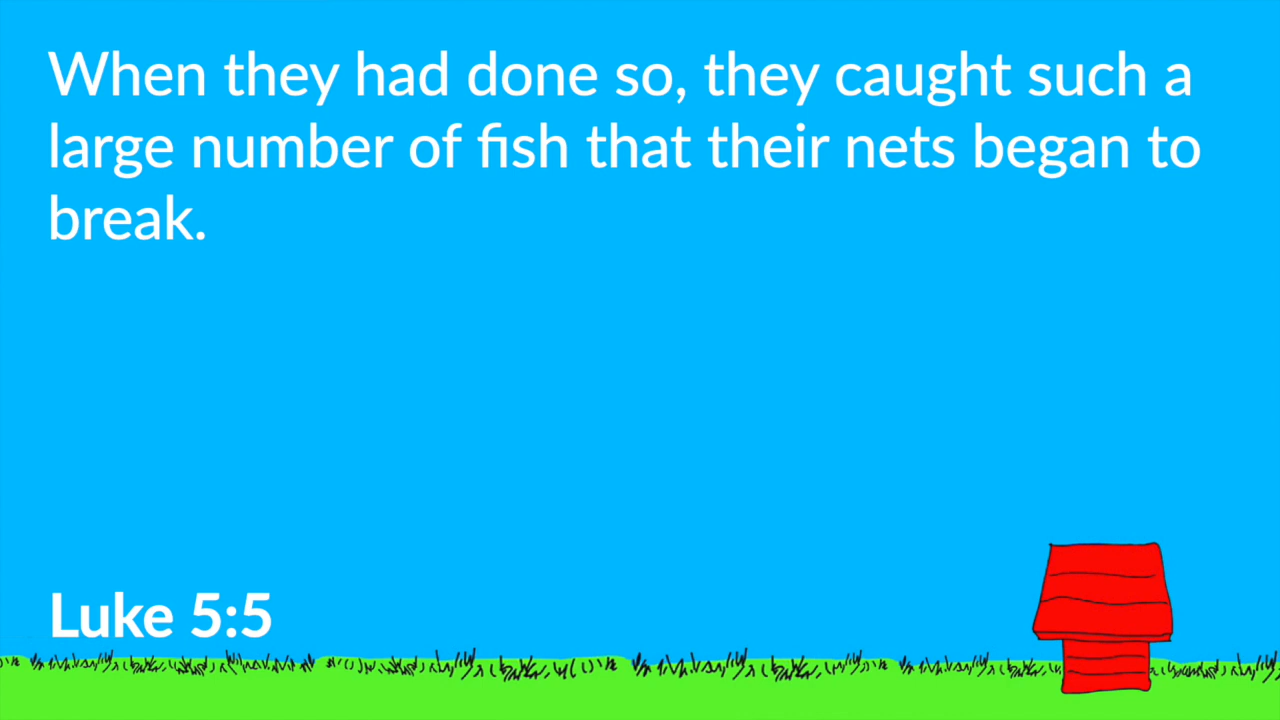 When they had done so, they caught such a
large number of fish that their nets began to
break.
Luke 5:5